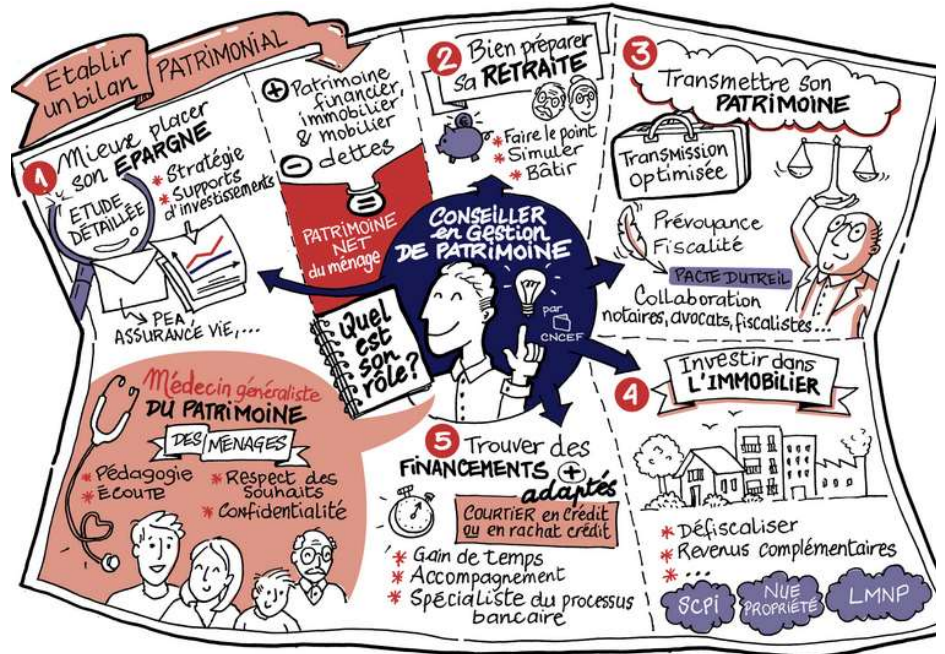 Etablir
un bilan
PATRIMONIAL
1
Mieux placer
son EPARGNE
ETUDE
DÉTAILLÉE
* Stratégie
* Supports
d'investissements
PEA
ASSURANCE VIE,...
+ Patrimoine
financier,
immobilier
& mobilier
- dettes
PATRIMOINE
NET
du ménage
2
Bien préparer
sa RETRAITE
* Faire le point
* Simuler
* Bâtir
3
Transmettre son
PATRIMOINE
Transmission
Optimisée
Prévoyance
Fiscalité
PACTE DUTREIL
Collaboration
notaires, avocats, fiscalistes...
CONSEILLER
en Gestion
DE PATRIMOINE
par
CNCEF
Quel
est
son
rôle?
Médecin généraliste
DU PATRIMOINE
DES MÉNAGES
* Pédagogie
* ÉCOUTE
* Respect des
Souhaits
* Confidentialité
4
Investir dans
L'IMMOBILIER
* Défiscaliser
* Revenus complémentaires
* ...
SCPi
NUE
PROPRIÉTÉ
LMNP
5
Trouver des
FINANCEMENTS +
adaptés
COURTIER en crédit
ou en rachat crédit
* Gain de temps
* Accompagnement
* Spécialiste du processus
bancaire